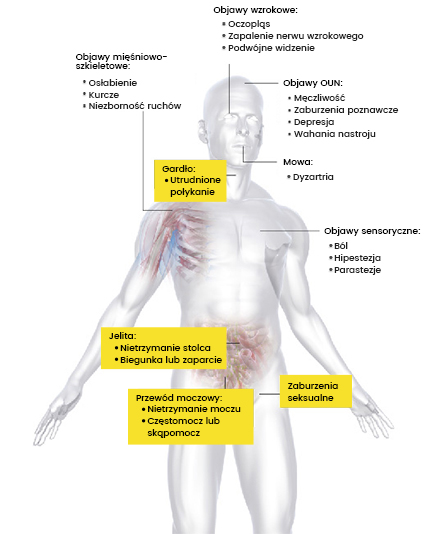 Objawy wzrokowe:
• Oczopląs
• Zapalenie nerwu wzrokowego
• Podwójne widzenie
Objawy mięśniowo-
szkieletowe:
• Osłabienie
• Kurcze
• Niezborność ruchów
Objawy OUN:
• Męczliwość
• Zaburzenia poznawcze
• Depresja
• Wahania nastroju
Mowa:
• Dyzartria
Gardło:
• Utrudnione
połykanie
Objawy sensoryczne:
• Ból
• Hipestezja
• Parastezje
Jelita:
• Nietrzymanie stolca
• Biegunka lub zaparcie
Zaburzenia
seksualne
Przewód moczowy:
• Nietrzymanie moczu
• Częstomocz lub
skąpomocz